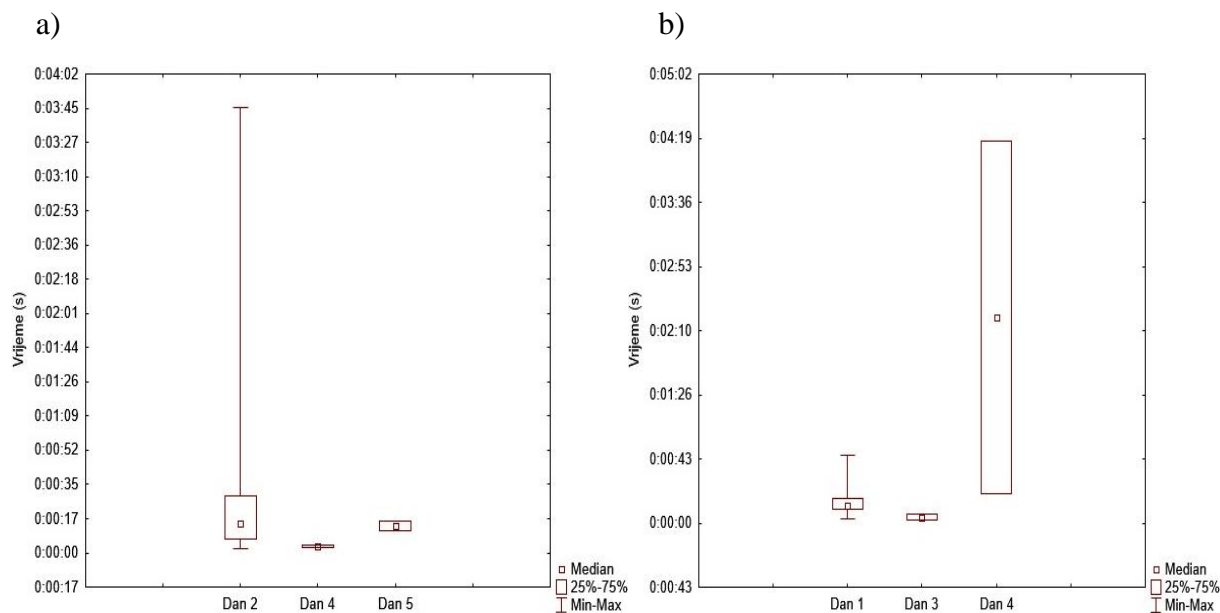 a)
0:04:02
0:03:45
0:03:27
0:03:10
0:02:53
0:02:36
0:02:18
0:02:01
0:01:44
0:01:26
0:01:09
0:00:52
0:00:35
0:00:17
0:00:00
0:00:17
Vrijeme (s)
Dan 2 Dan 4 Dan 5
Median
25%-75%
Min-Max
b)
0:05:02
0:04:19
0:03:36
0:02:53
0:02:10
0:01:26
0:00:43
0:00:00
0:00:43
Vrijeme (s)
Dan 1 Dan 3 Dan 4
Median
25%-75%
Min-Max